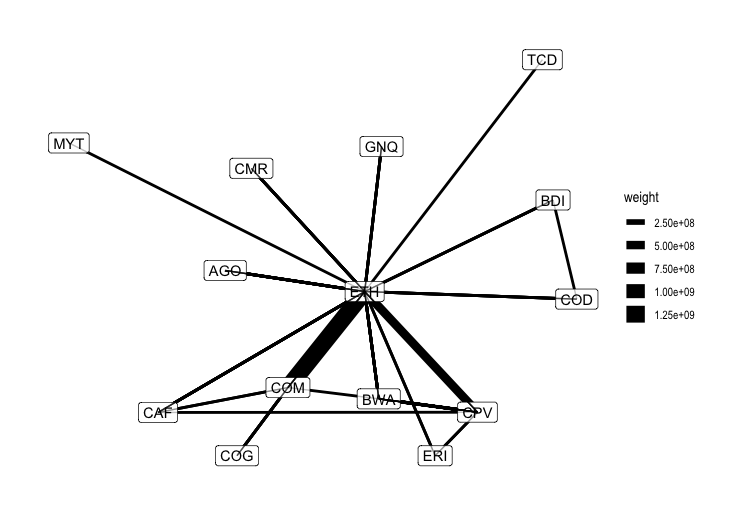 TCD
MYT
GNQ
CMR
BDI
AGO
ETH
COD
COM
BWA
CAF
CPV
COG
ERI
weight
2.50e+08
5.00e+08
7.50e+08
1.00e+09
1.25e+09